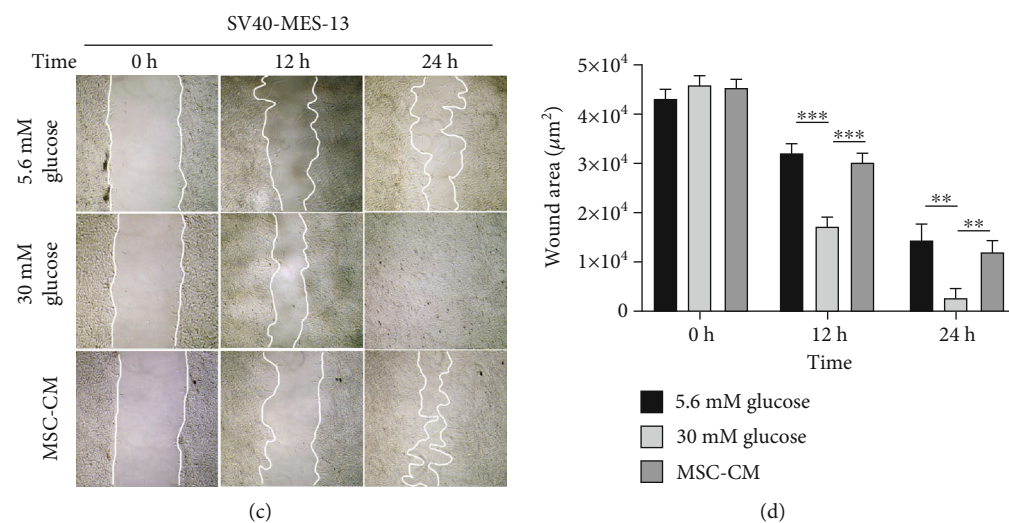 SV40-MES-13
Time 0 h 12 h 24 h
5.6 mM
glucose
30 mM
glucose
MSC-CM
(c)
Wound area (μm²)
5×10⁴
4×10⁴
3×10⁴
2×10⁴
1×10⁴
0
***
***
**
**
0 h 12 h 24 h
Time
5.6 mM glucose
30 mM glucose
MSC-CM
(d)